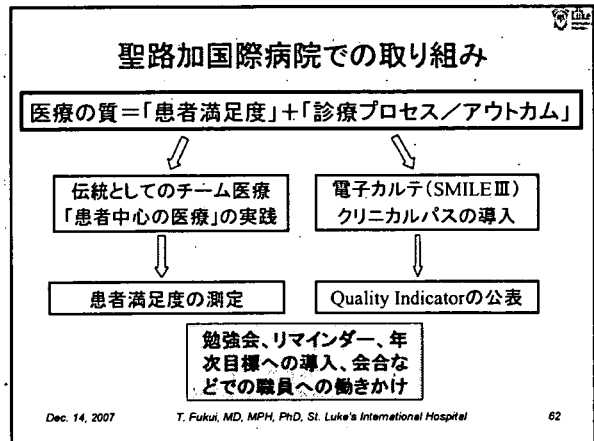 St. Luke's
聖路加国際病院での取り組み
医療の質＝「患者満足度」＋「診療プロセス／アウトカム」
伝統としてのチーム医療
「患者中心の医療」の実践
電子カルテ（SMILEⅢ）
クリニカルパスの導入
患者満足度の測定
Quality Indicatorの公表
勉強会、リマインダー、年
次目標への導入、会合な
どでの職員への働きかけ
Dec. 14, 2007
T. Fukui, MD, MPH, PhD, St. Luke's International Hospital
62